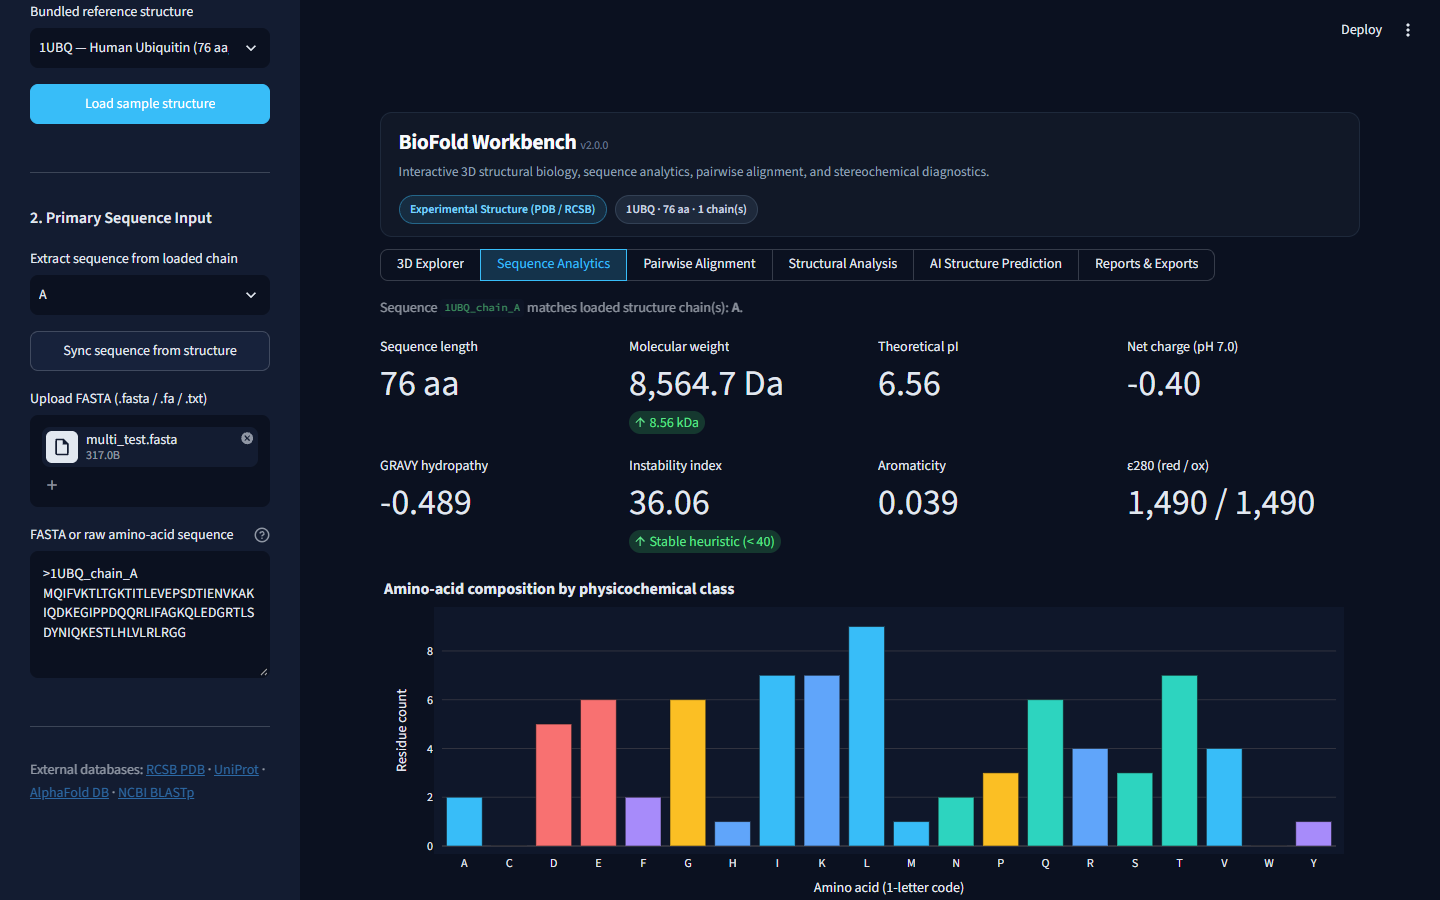 Bundled reference structure
1UBQ — Human Ubiquitin (76 aa
Load sample structure
2. Primary Sequence Input
Extract sequence from loaded chain
A
Sync sequence from structure
Upload FASTA (.fasta / .fa / .txt)
multi_test.fasta
317.0B
FASTA or raw amino-acid sequence
>1UBQ_chain_A
MQIFVKTLTGKTITLEVEPSDTIENVKAK
IQDKEGIPPDQQRLIFAGKQLEDGRTLS
DYNIQKESTLHLVLRLRGG
External databases: RCSB PDB · UniProt ·
AlphaFold DB · NCBI BLASTp
Deploy
BioFold Workbench v2.0.0
Interactive 3D structural biology, sequence analytics, pairwise alignment, and stereochemical diagnostics.
Experimental Structure (PDB / RCSB) 1UBQ · 76 aa · 1 chain(s)
3D Explorer Sequence Analytics Pairwise Alignment Structural Analysis AI Structure Prediction Reports & Exports
Sequence 1UBQ_chain_A matches loaded structure chain(s): A.
Sequence length Molecular weight Theoretical pI Net charge (pH 7.0)
76 aa 8,564.7 Da 6.56 -0.40
↑ 8.56 kDa
GRAVY hydropathy Instability index Aromaticity ε280 (red / ox)
-0.489 36.06 0.039 1,490 / 1,490
↑ Stable heuristic (< 40)
Amino-acid composition by physicochemical class
8
6
4
2
0
Residue count
A C D E F G H I K L M N P Q R S T V W Y
Amino acid (1-letter code)